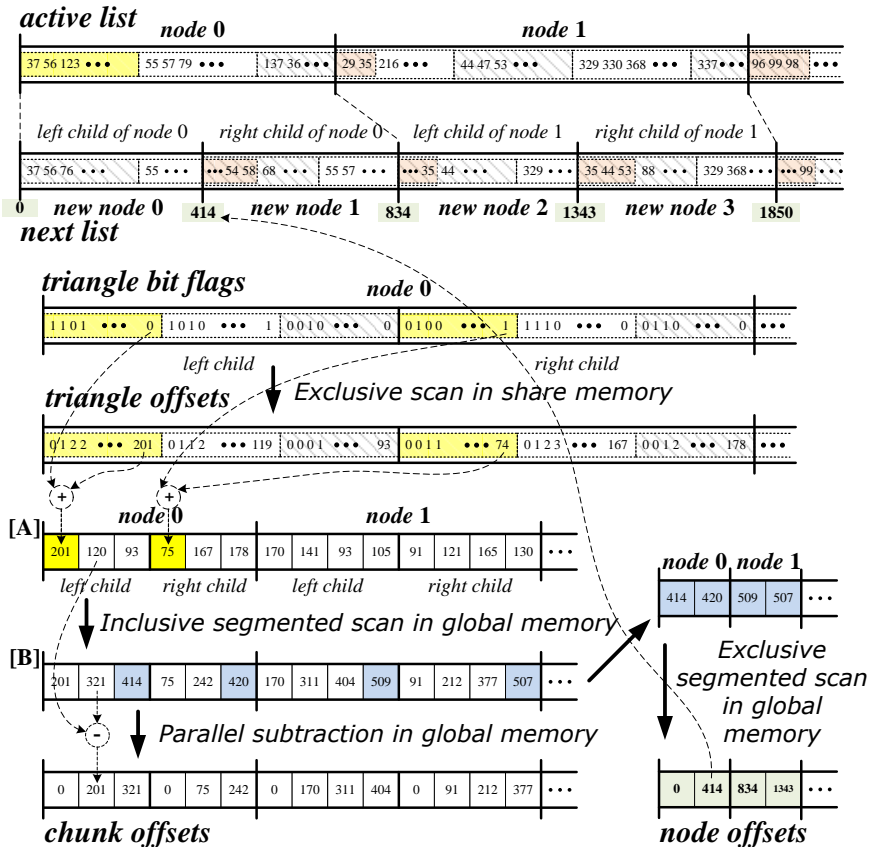 active list
node 0
node 1
37 56 123 ••• 55 57 79 ••• 137 36 ••• 29 35 216 ••• 44 47 53 ••• 329 330 368 ••• 337 ••• 96 99 98 •••
left child of node 0 right child of node 0 left child of node 1 right child of node 1
37 56 76 ••• 55 ••• ••• 54 58 68 ••• 55 57 ••• ••• 35 44 ••• 329 ••• 35 44 53 88 ••• 329 368 ••• ••• 99 •••
0 new node 0 414 new node 1 834 new node 2 1343 new node 3 1850
next list
triangle bit flags
node 0
1 1 0 1 ••• 0 1 0 1 0 ••• 1 0 0 1 0 ••• 0 0 1 0 0 ••• 1 1 1 1 0 ••• 0 0 1 1 0 ••• 0 •••
left child right child
Exclusive scan in share memory
triangle offsets
0 1 2 2 ••• 201 0 1 1 2 ••• 119 0 0 0 1 ••• 93 0 0 1 1 ••• 74 0 1 2 3 ••• 167 0 0 1 2 ••• 178 •••
+ +
node 0 node 1
[A]
201 120 93 75 167 178 170 141 93 105 91 121 165 130 •••
left child right child left child right child
Inclusive segmented scan in global memory
[B]
201 321 414 75 242 420 170 311 404 509 91 212 377 507 •••
-
Parallel subtraction in global memory
0 201 321 0 75 242 0 170 311 404 0 91 212 377 •••
chunk offsets
node 0 node 1
414 420 509 507 •••
Exclusive
segmented scan
in global
memory
0 414 834 1343 •••
node offsets